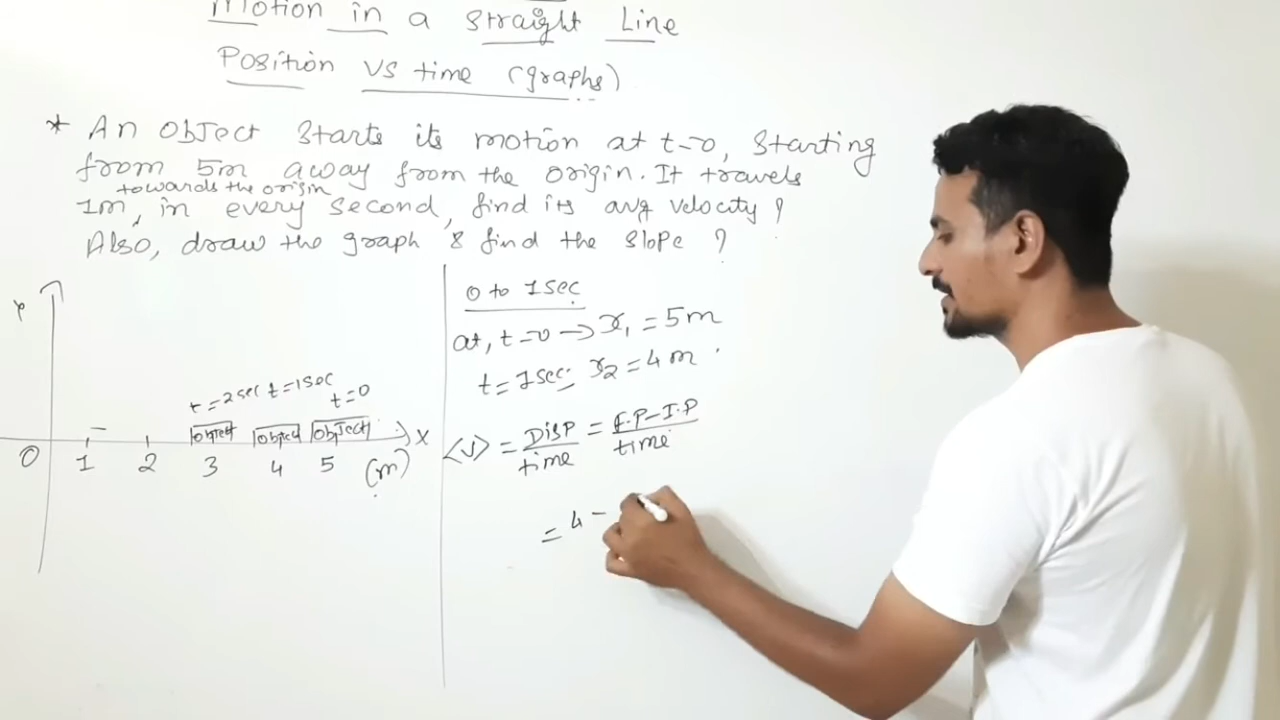 Motion in a Straight Line
Position vs time (graphs)
* An object starts its motion at t=0, starting
from 5m away from the origin. It travels
towards the origin
1m, in every second, find its avg velocity ?
Also, draw the graph & find the slope ?
0 to 1sec
at, t=0 → x₁ = 5m
t = 1sec. x₂ = 4m.
<v> = Disp/time = F.P-I.P/time
= 4 -
Y
t=2sec t=1sec
t=0
object object object
X
0 1 2 3 4 5 (m)